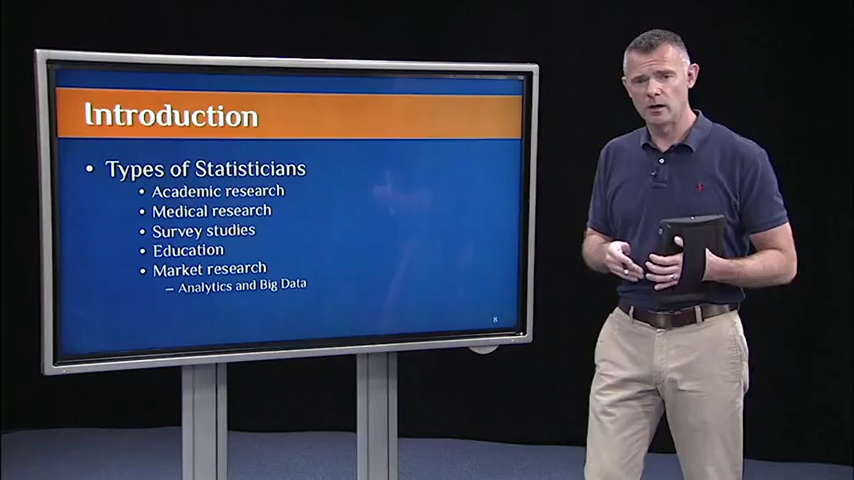 Introduction
• Types of Statisticians
• Academic research
• Medical research
• Survey studies
• Education
• Market research
– Analytics and Big Data
8